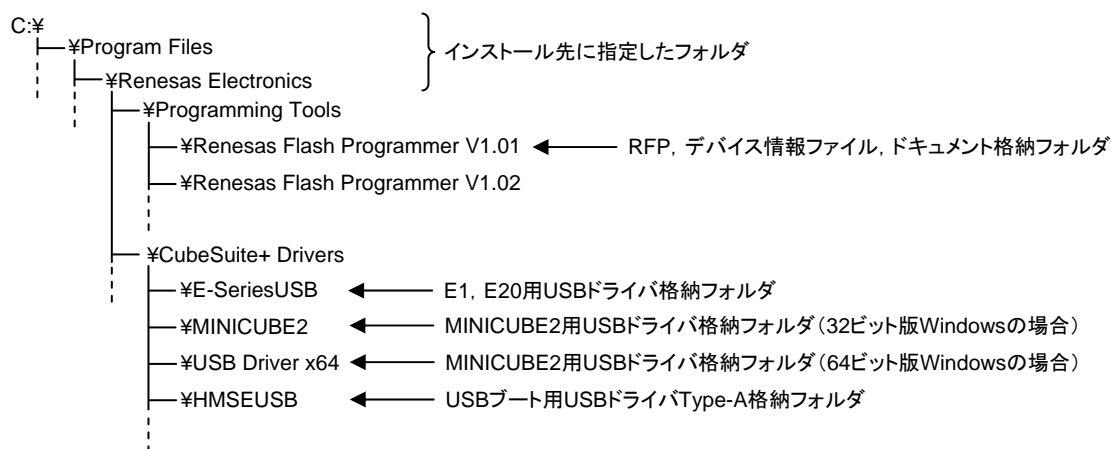 C:¥
¥Program Files
インストール先に指定したフォルダ
¥Renesas Electronics
¥Programming Tools
¥Renesas Flash Programmer V1.01 RFP, デバイス情報ファイル, ドキュメント格納フォルダ
¥Renesas Flash Programmer V1.02
¥CubeSuite+ Drivers
¥E-SeriesUSB E1, E20用USBドライバ格納フォルダ
¥MINICUBE2 MINICUBE2用USBドライバ格納フォルダ(32ビット版Windowsの場合)
¥USB Driver x64 MINICUBE2用USBドライバ格納フォルダ(64ビット版Windowsの場合)
¥HMSEUSB USBブート用USBドライバType-A格納フォルダ